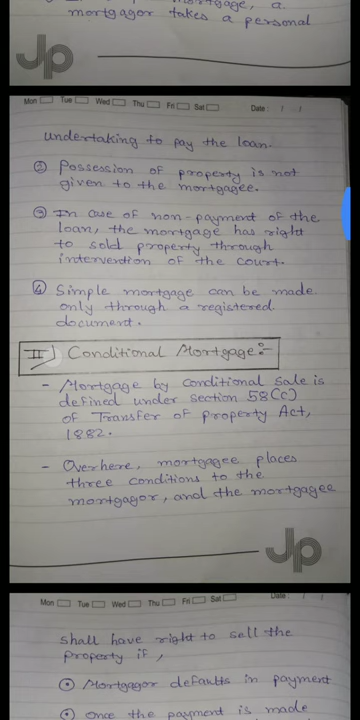 mortgage, a
mortgagor takes a personal
Jp
Mon Tue Wed Thu Fri Sat Date : / /
undertaking to pay the loan.
② Possession of property is not
given to the mortgagee.
③ In case of non-payment of the
loan, the mortgage has right
to sold property through
intervention of the court.
④ Simple mortgage can be made
only through a registered
document.
II) Conditional Mortgage:-
- Mortgage by conditional sale is
defined under section 58(c)
of Transfer of property Act,
1882.
- Over here, mortgagee places
three conditions to the
mortgagor, and the mortgagee
Jp
Mon Tue Wed Thu Fri Sat Date : / /
shall have right to sell the
property if,
⊙ Mortgagor defaults in payment
⊙ Once the payment is made